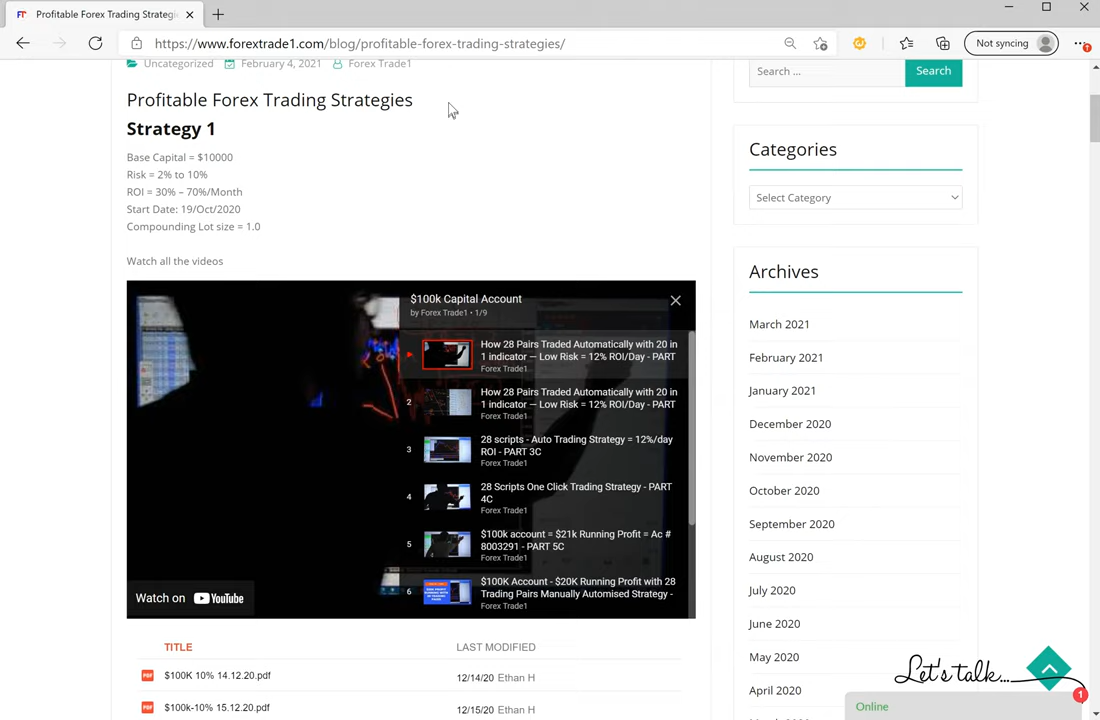 Profitable Forex Trading Strategi
Not syncing
https://www.forextrade1.com/blog/profitable-forex-trading-strategies/
Uncategorized
February 4, 2021
Forex Trade1
Search ...
Search
Profitable Forex Trading Strategies
Strategy 1
Base Capital = $10000
Risk = 2% to 10%
ROI = 30% – 70%/Month
Start Date: 19/Oct/2020
Compounding Lot size = 1.0
Watch all the videos
$100k Capital Account
by Forex Trade1 • 1/9
How 28 Pairs Traded Automatically with 20 in
1 indicator — Low Risk = 12% ROI/Day - PART
Forex Trade1
2
How 28 Pairs Traded Automatically with 20 in
1 indicator — Low Risk = 12% ROI/Day - PART
Forex Trade1
3
28 scripts - Auto Trading Strategy = 12%/day
ROI - PART 3C
Forex Trade1
4
28 Scripts One Click Trading Strategy - PART
4C
Forex Trade1
5
$100k account = $21k Running Profit = Ac #
8003291 - PART 5C
Forex Trade1
6
$100K Account - $20K Running Profit with 28
Trading Pairs Manually Automised Strategy -
Forex Trade1
Watch on YouTube
TITLE
LAST MODIFIED
PDF
$100K 10% 14.12.20.pdf
12/14/20 Ethan H
PDF
$100k-10% 15.12.20.pdf
12/15/20 Ethan H
Categories
Select Category
Archives
March 2021
February 2021
January 2021
December 2020
November 2020
October 2020
September 2020
August 2020
July 2020
June 2020
May 2020
April 2020
Let's talk...
1
Online